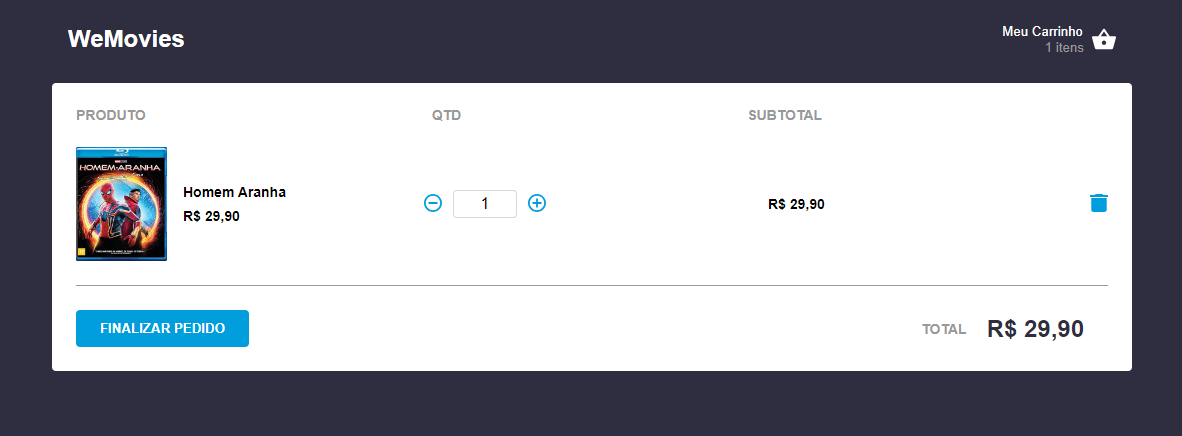 WeMovies
Meu Carrinho
1 itens
PRODUTO QTD SUBTOTAL
HOMEM-ARANHA
Homem Aranha
R$ 29,90
1
R$ 29,90
FINALIZAR PEDIDO
TOTAL R$ 29,90